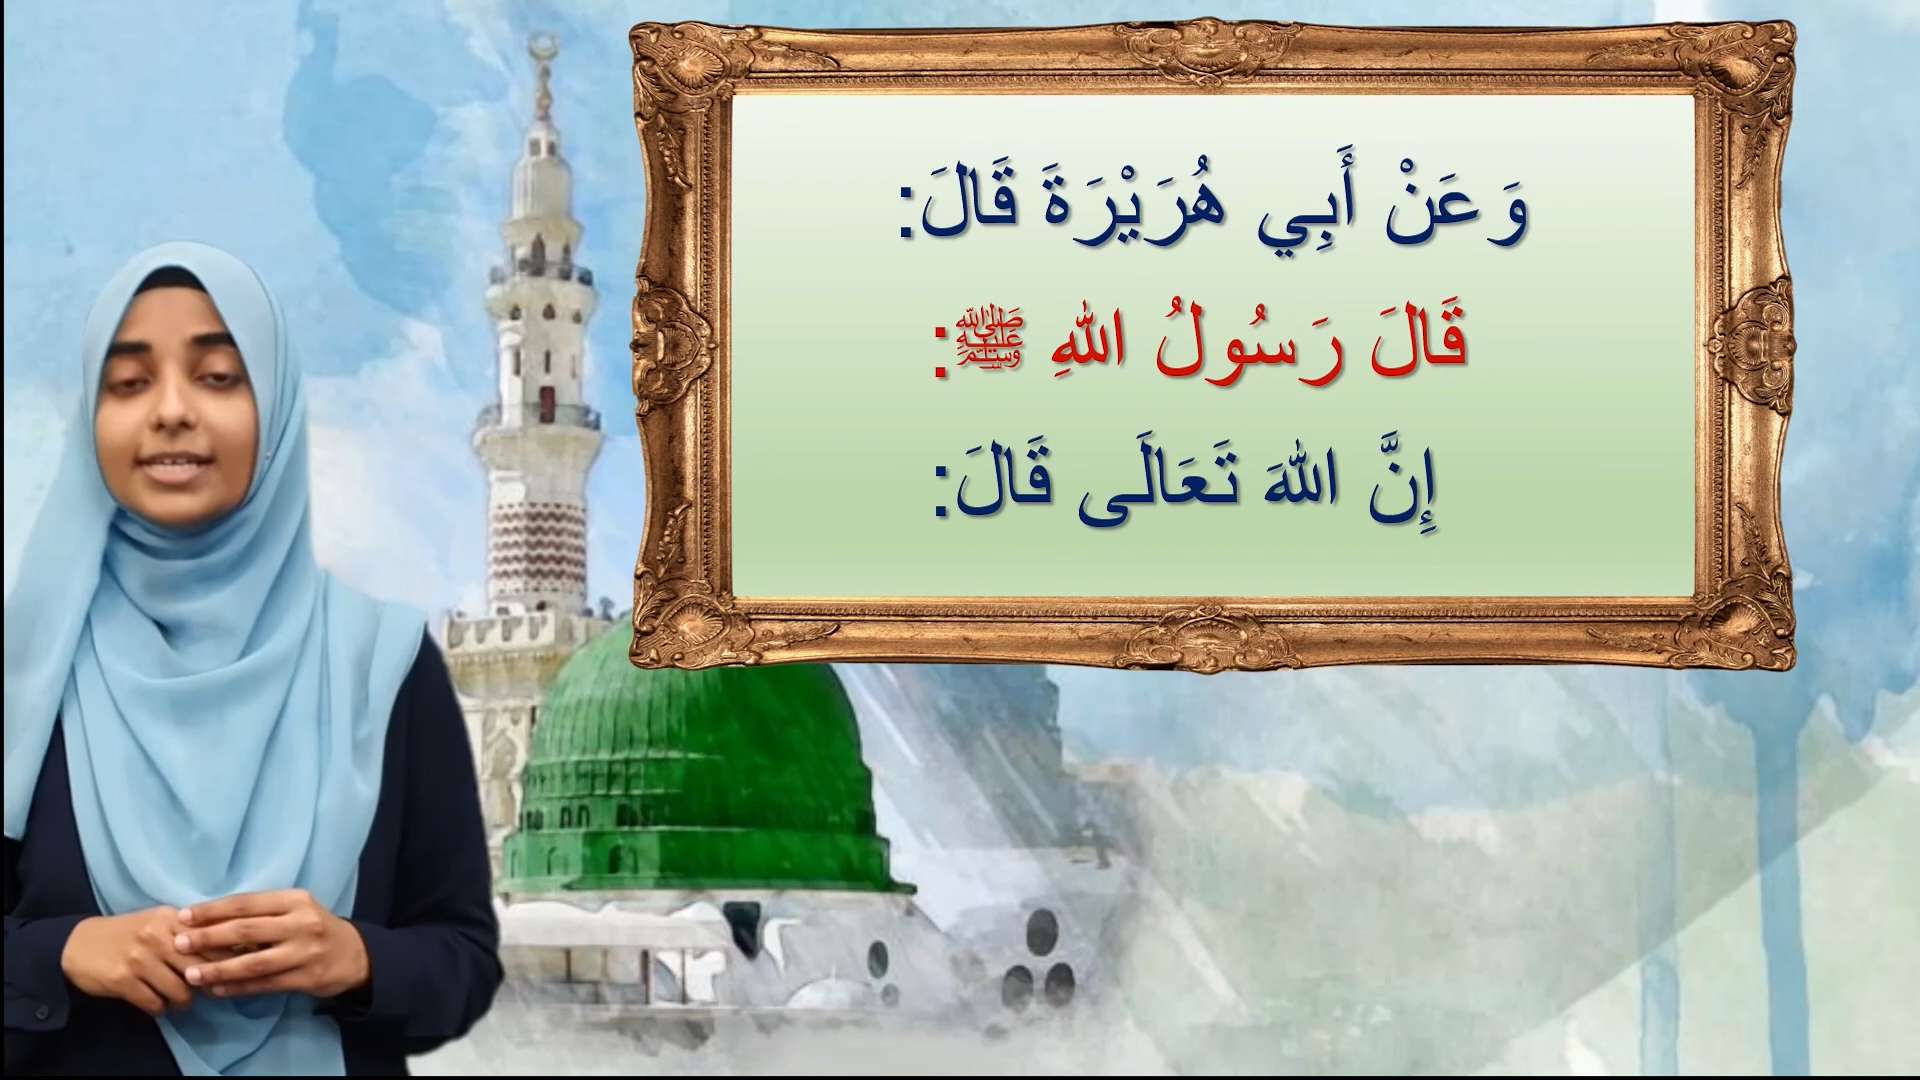 وَعَنْ أَبِي هُرَيْرَةَ قَالَ:
قَالَ رَسُولُ اللهِ ﷺ:
إِنَّ اللهَ تَعَالَى قَالَ: